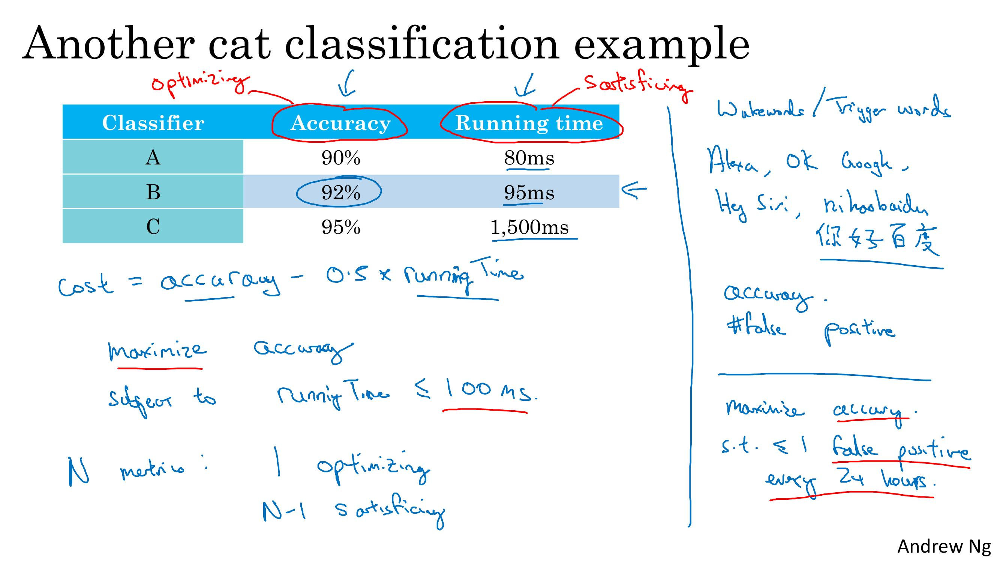 Another cat classification example
optimizing
Satisficing
Classifier Accuracy Running time
A 90% 80ms
B 92% 95ms
C 95% 1,500ms
cost = accuracy - 0.5 x runningTime
maximize accuracy
subject to runningTime ≤ 100 ms.
N metrics: 1 optimizing
N-1 satisficing
Wakewords / Trigger words
Alexa, OK Google,
Hey Siri, nihaobaidu
你好百度
accuracy.
#false positive
Maximize accuracy.
s.t. ≤ 1 false positive
every 24 hours.
Andrew Ng